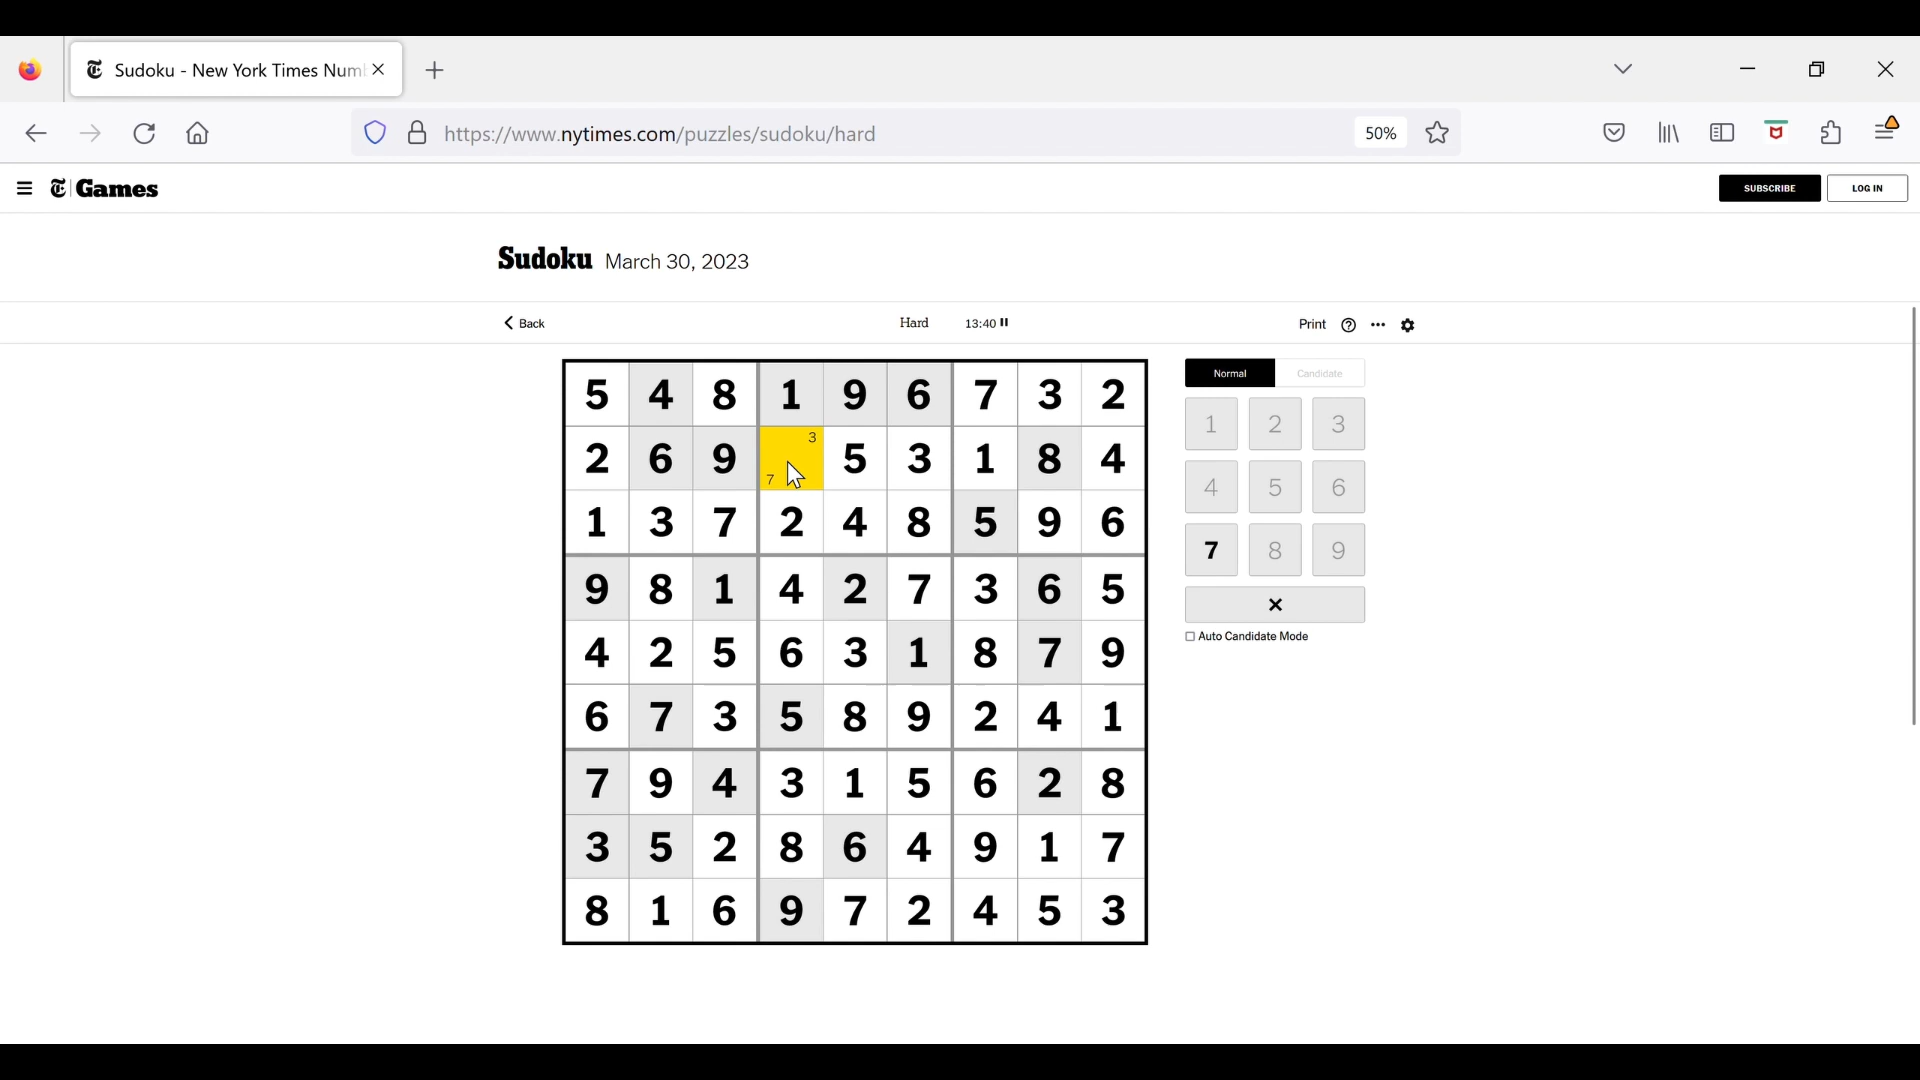 Sudoku - New York Times Num
https://www.nytimes.com/puzzles/sudoku/hard
50%
T Games
SUBSCRIBE
LOG IN
Sudoku March 30, 2023
Back
Hard
13:40
Print
5 4 8 1 9 6 7 3 2
3
2 6 9 5 3 1 8 4
7
1 3 7 2 4 8 5 9 6
9 8 1 4 2 7 3 6 5
4 2 5 6 3 1 8 7 9
6 7 3 5 8 9 2 4 1
7 9 4 3 1 5 6 2 8
3 5 2 8 6 4 9 1 7
8 1 6 9 7 2 4 5 3
Normal
Candidate
1 2 3
4 5 6
7 8 9
X
Auto Candidate Mode